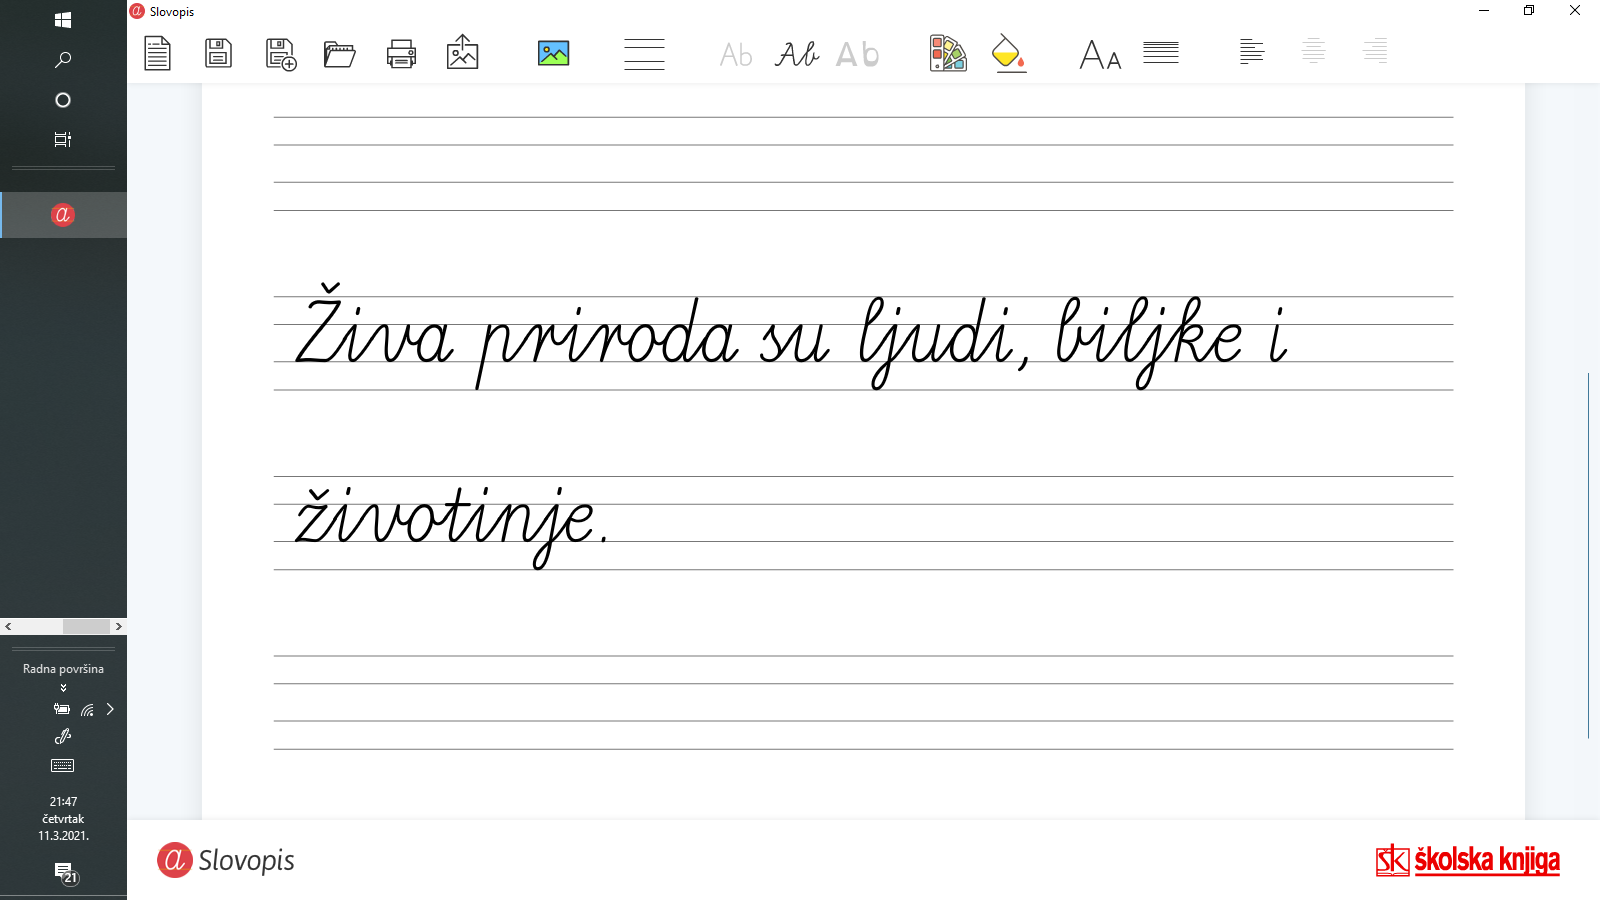 Slovopis
Ab Ab Ab AA
Živa priroda su ljudi, biljke i
životinje.
Radna površina
21:47
četvrtak
11.3.2021.
21
a Slovopis
ŠK školska knjiga